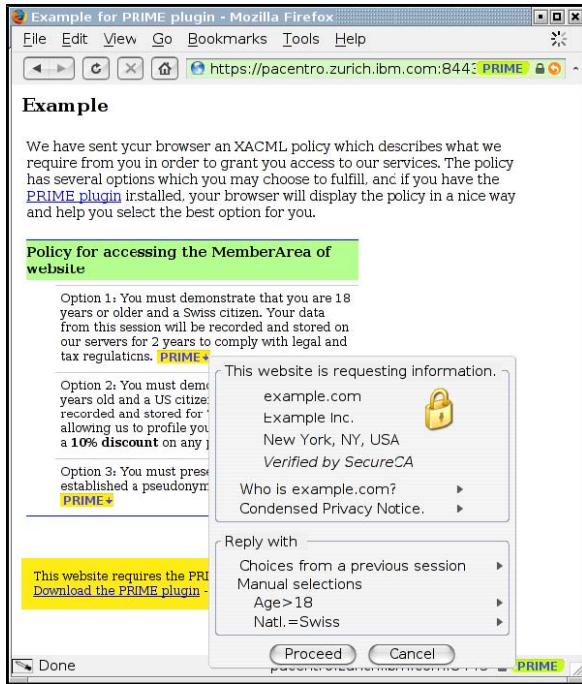 Example for PRIME plugin - Mozilla Firefox
File Edit View Go Bookmarks Tools Help
https://pacentro.zurich.ibm.com:8443 PRIME
Example
We have sent your browser an XACML policy which describes what we
require from you in order to grant you access to our services. The policy
has several options which you may choose to fulfill, and if you have the
PRIME plugin installed, your browser will display the policy in a nice way
and help you select the best option for you.
Policy for accessing the MemberArea of
website
Option 1: You must demonstrate that you are 18
years or older and a Swiss citizen. Your data
from this session will be recorded and stored on
our servers for 2 years to comply with legal and
tax regulations. PRIME
Option 2: You must
years old and a US
recorded and stored for
allowing us to profile
a 10% discount on any
Option 3: You must
established a
PRIME
This website requires the
Download the PRIME plugin -
This website is requesting information.
example.com
Example Inc.
New York, NY, USA
Verified by SecureCA
Who is example.com?
Condensed Privacy Notice.
Reply with
Choices from a previous session
Manual selections
Age>18
Natl.=Swiss
Proceed Cancel
Done PRIME